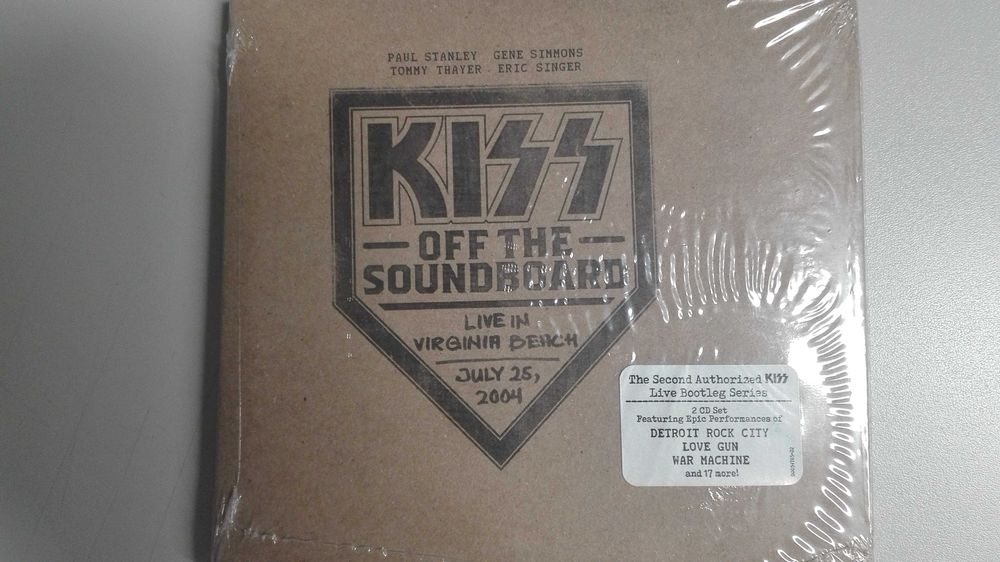 PAUL STANLEY GENE SIMMONS
TOMMY THAYER ERIC SINGER
KISS
OFF THE
SOUNDBOARD
LIVE IN
VIRGINIA BEACH
JULY 25,
2004
The Second Authorized KISS
Live Bootleg Series
2 CD Set
Featuring Epic Performances of
DETROIT ROCK CITY
LOVE GUN
WAR MACHINE
and 17 more!